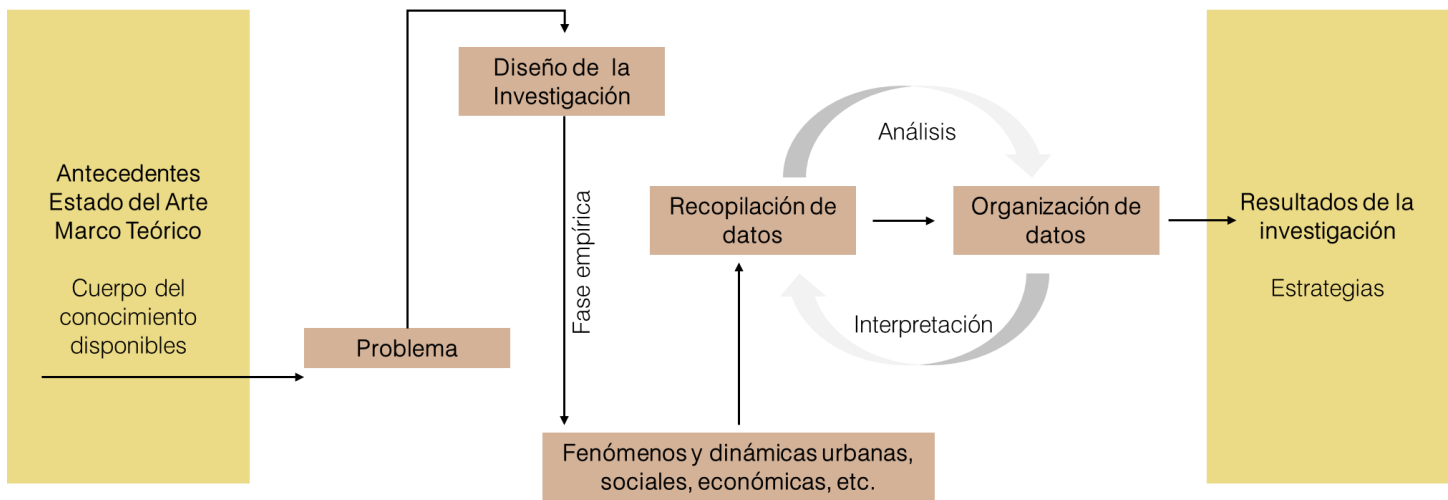 Antecedentes
Estado del Arte
Marco Teórico
Cuerpo del
conocimiento
disponibles
Problema
Diseño de la
Investigación
Fase empírica
Fenómenos y dinámicas urbanas,
sociales, económicas, etc.
Recopilación de
datos
Análisis
Organización de
datos
Interpretación
Resultados de la
investigación
Estrategias